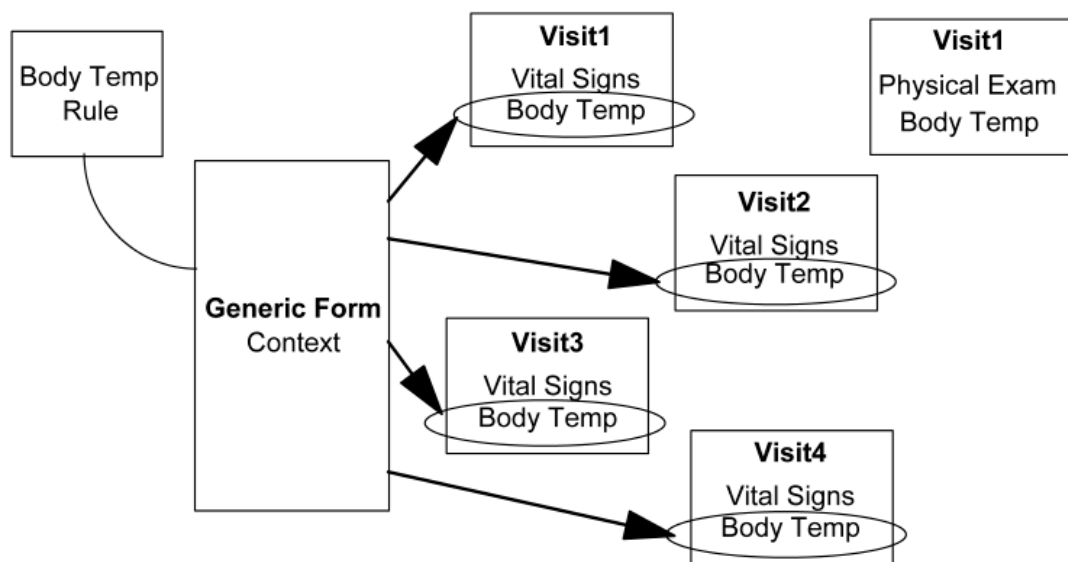 Body Temp
Rule
Generic Form
Context
Visit1
Vital Signs
Body Temp
Visit1
Physical Exam
Body Temp
Visit2
Vital Signs
Body Temp
Visit3
Vital Signs
Body Temp
Visit4
Vital Signs
Body Temp